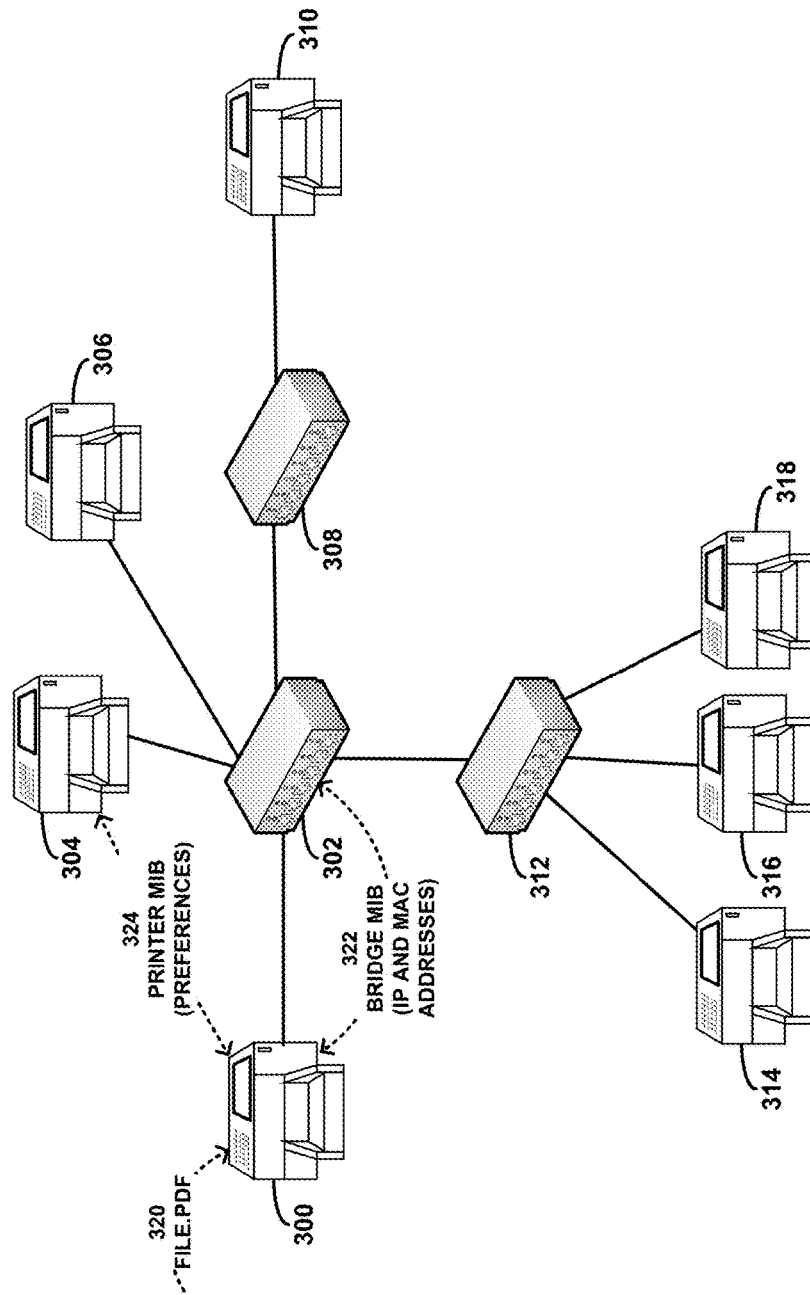 310
306
308
318
304
302
312
316
324
PRINTER MIB
(PREFERENCES)
322
BRIDGE MIB
(IP AND MAC
ADDRESSES)
314
320
FILE.PDF
300